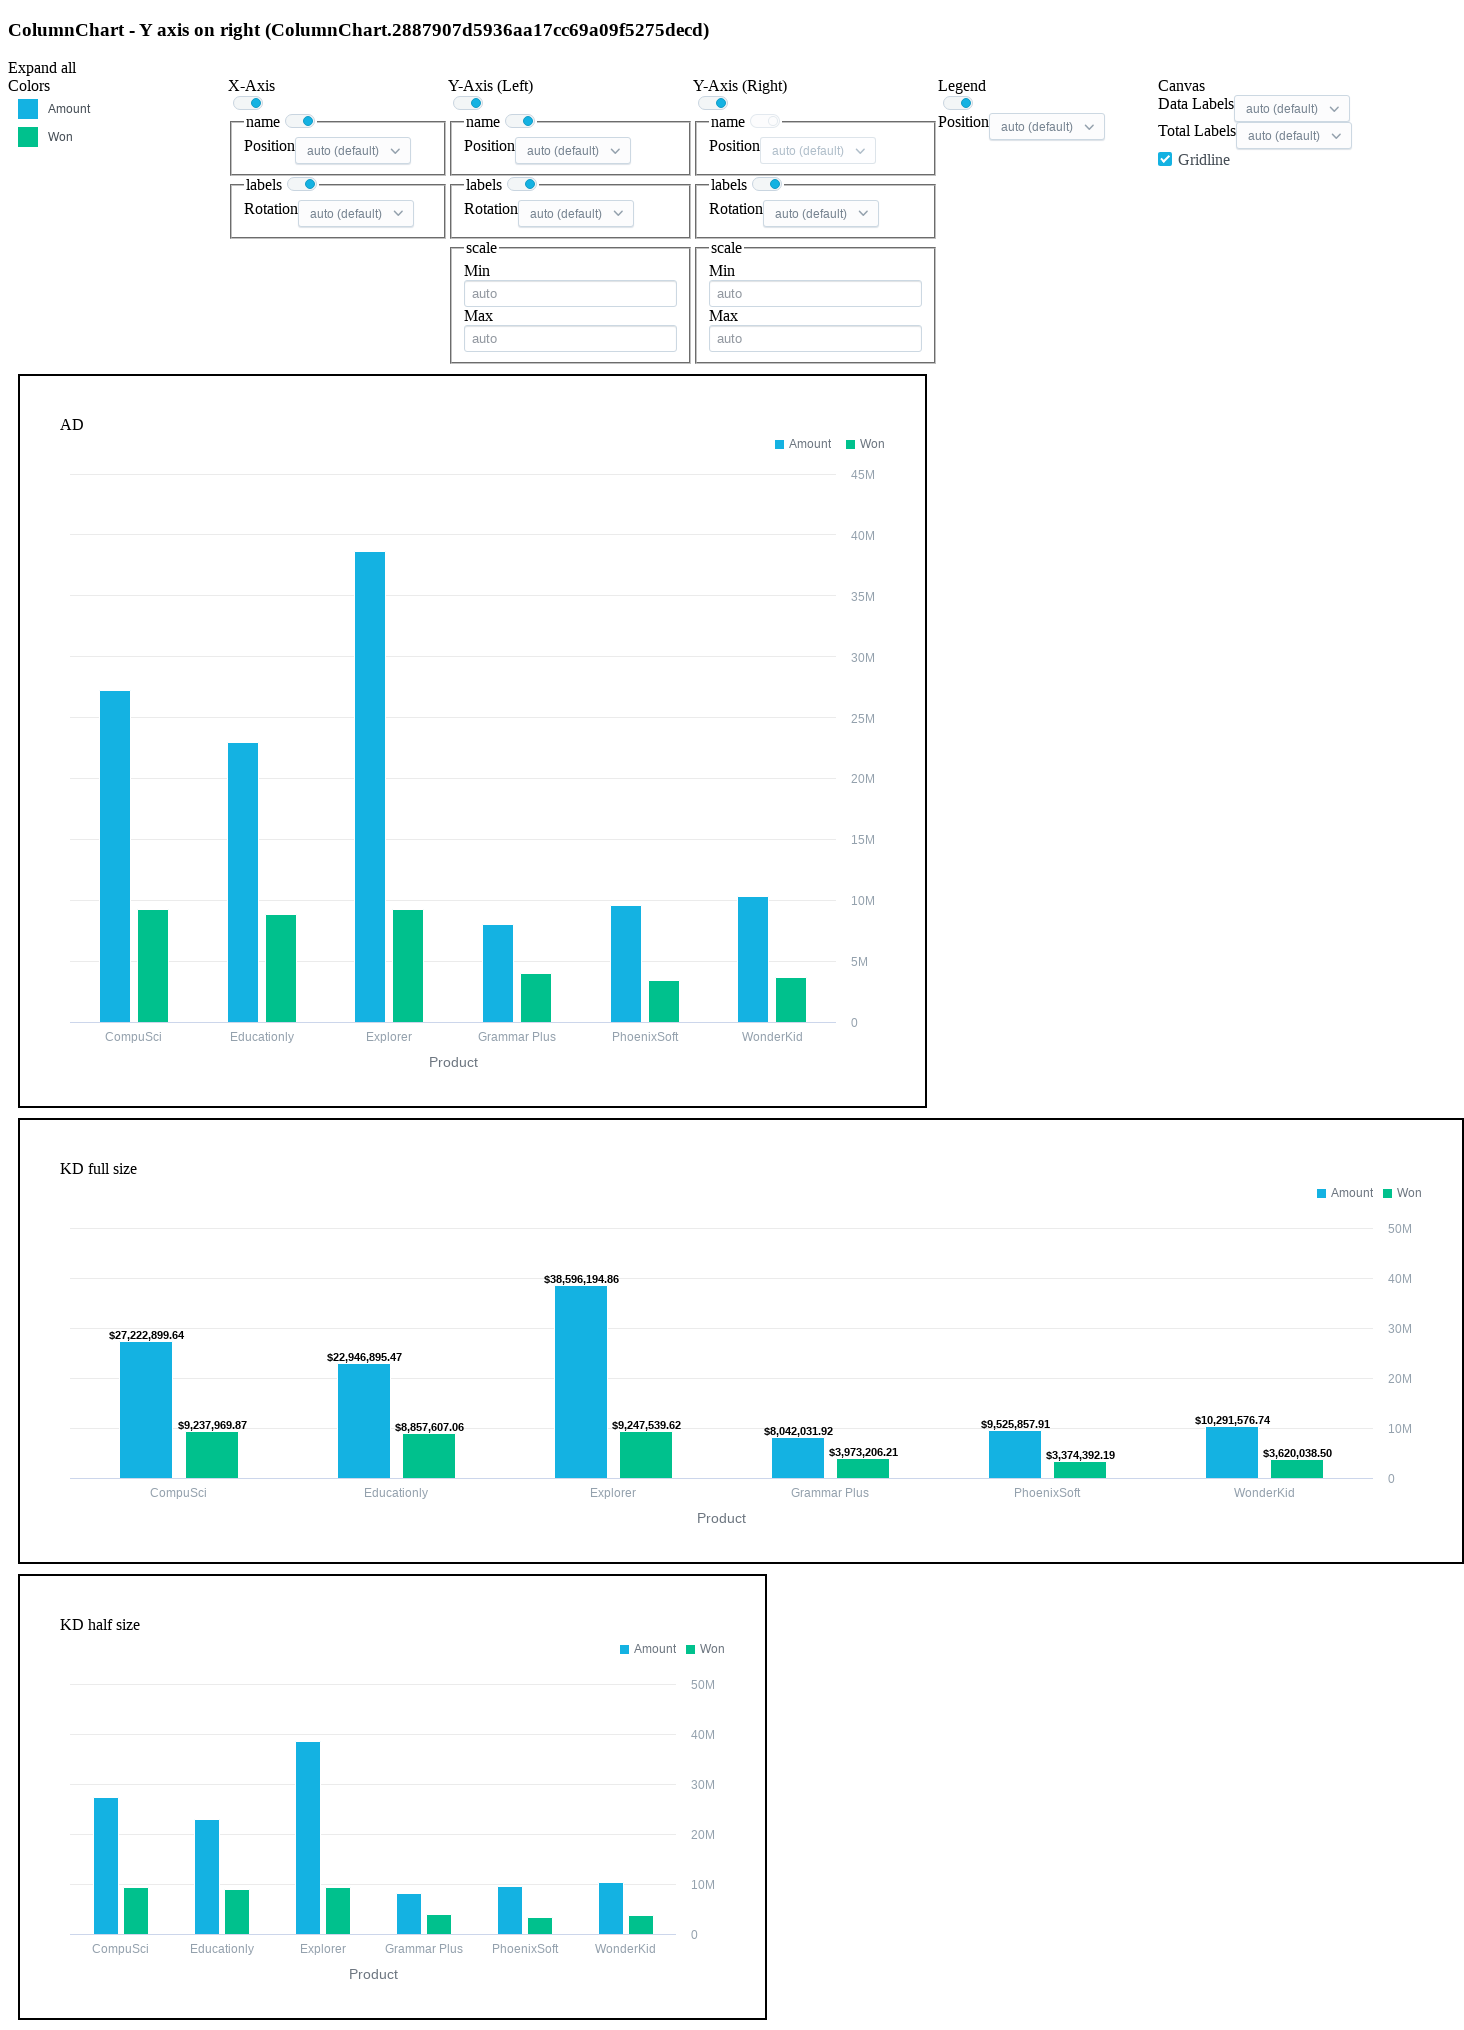 ColumnChart - Y axis on right (ColumnChart.2887907d5936aa17cc69a09f5275decd)
Expand all
Colors
Amount
Won
X-Axis
name
Position auto (default)
labels
Rotation auto (default)
Y-Axis (Left)
name
Position auto (default)
labels
Rotation auto (default)
scale
Min
auto
Max
auto
Y-Axis (Right)
name
Position auto (default)
labels
Rotation auto (default)
scale
Min
auto
Max
auto
Legend
Position auto (default)
Canvas
Data Labels auto (default)
Total Labels auto (default)
Gridline
AD
Amount Won
45M
40M
35M
30M
25M
20M
15M
10M
5M
0
CompuSci Educationly Explorer Grammar Plus PhoenixSoft WonderKid
Product
KD full size
Amount Won
50M
40M
30M
20M
10M
0
$38,596,194.86
$27,222,899.64
$22,946,895.47
$9,237,969.87
$8,857,607.06
$9,247,539.62
$8,042,031.92
$3,973,206.21
$9,525,857.91
$3,374,392.19
$10,291,576.74
$3,620,038.50
CompuSci Educationly Explorer Grammar Plus PhoenixSoft WonderKid
Product
KD half size
Amount Won
50M
40M
30M
20M
10M
0
CompuSci Educationly Explorer Grammar Plus PhoenixSoft WonderKid
Product